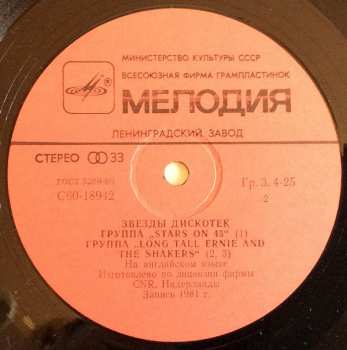 МИНИСТЕРСТВО КУЛЬТУРЫ СССР
ВСЕСОЮЗНАЯ ФИРМА ГРАМПЛАСТИНОК
МЕЛОДИЯ
ЛЕНИНГРАДСКИЙ ЗАВОД
СТЕРЕО 33
ГОСТ
Гр. 3. 4-25
С60-18942
2
ЗВЕЗДЫ ДИСКОТЕК
ГРУППА „STARS ON 45" (1)
ГРУППА „LONG TALL ERNIE AND
THE SHAKERS" (2, 3)
На английском языке
Изготовлено по лицензии фирмы
CNR, Нидерланды
Запись 1981 г.